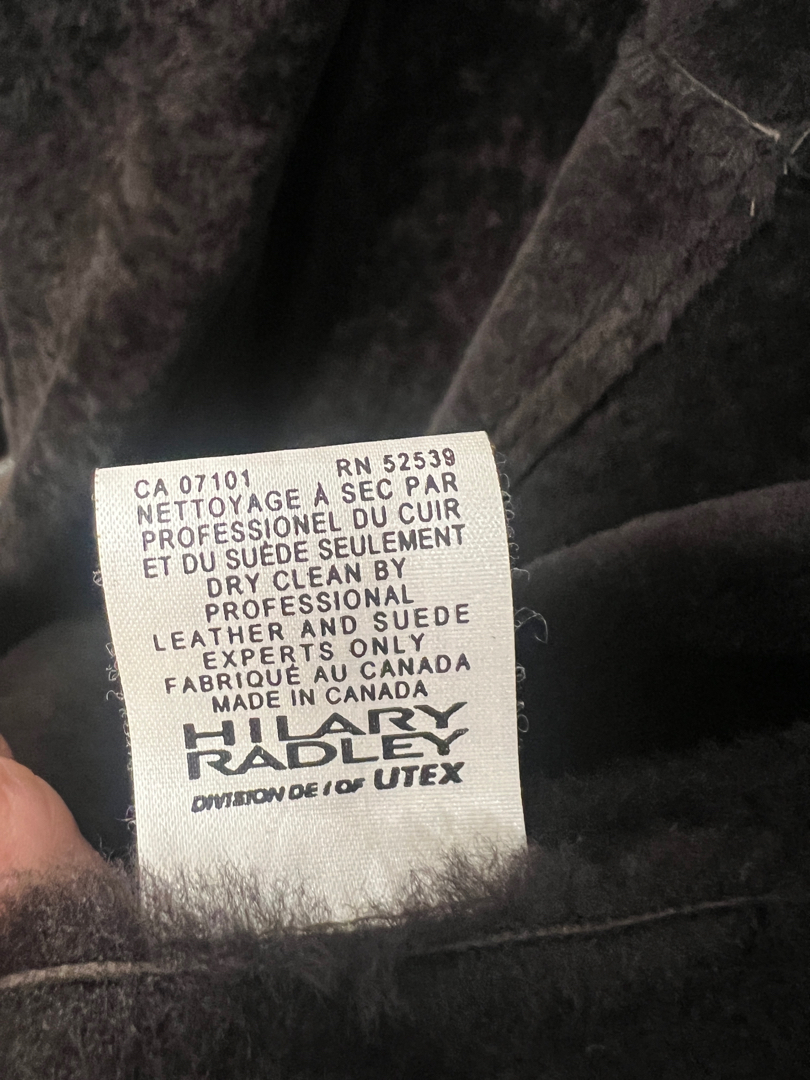 CA 07101 RN 52539
NETTOYAGE À SEC PAR
PROFESSIONEL DU CUIR
ET DU SUÈDE SEULEMENT
DRY CLEAN BY
PROFESSIONAL
LEATHER AND SUEDE
EXPERTS ONLY
FABRIQUÉ AU CANADA
MADE IN CANADA
HILARY
RADLEY
DIVISION DE / OF UTEX